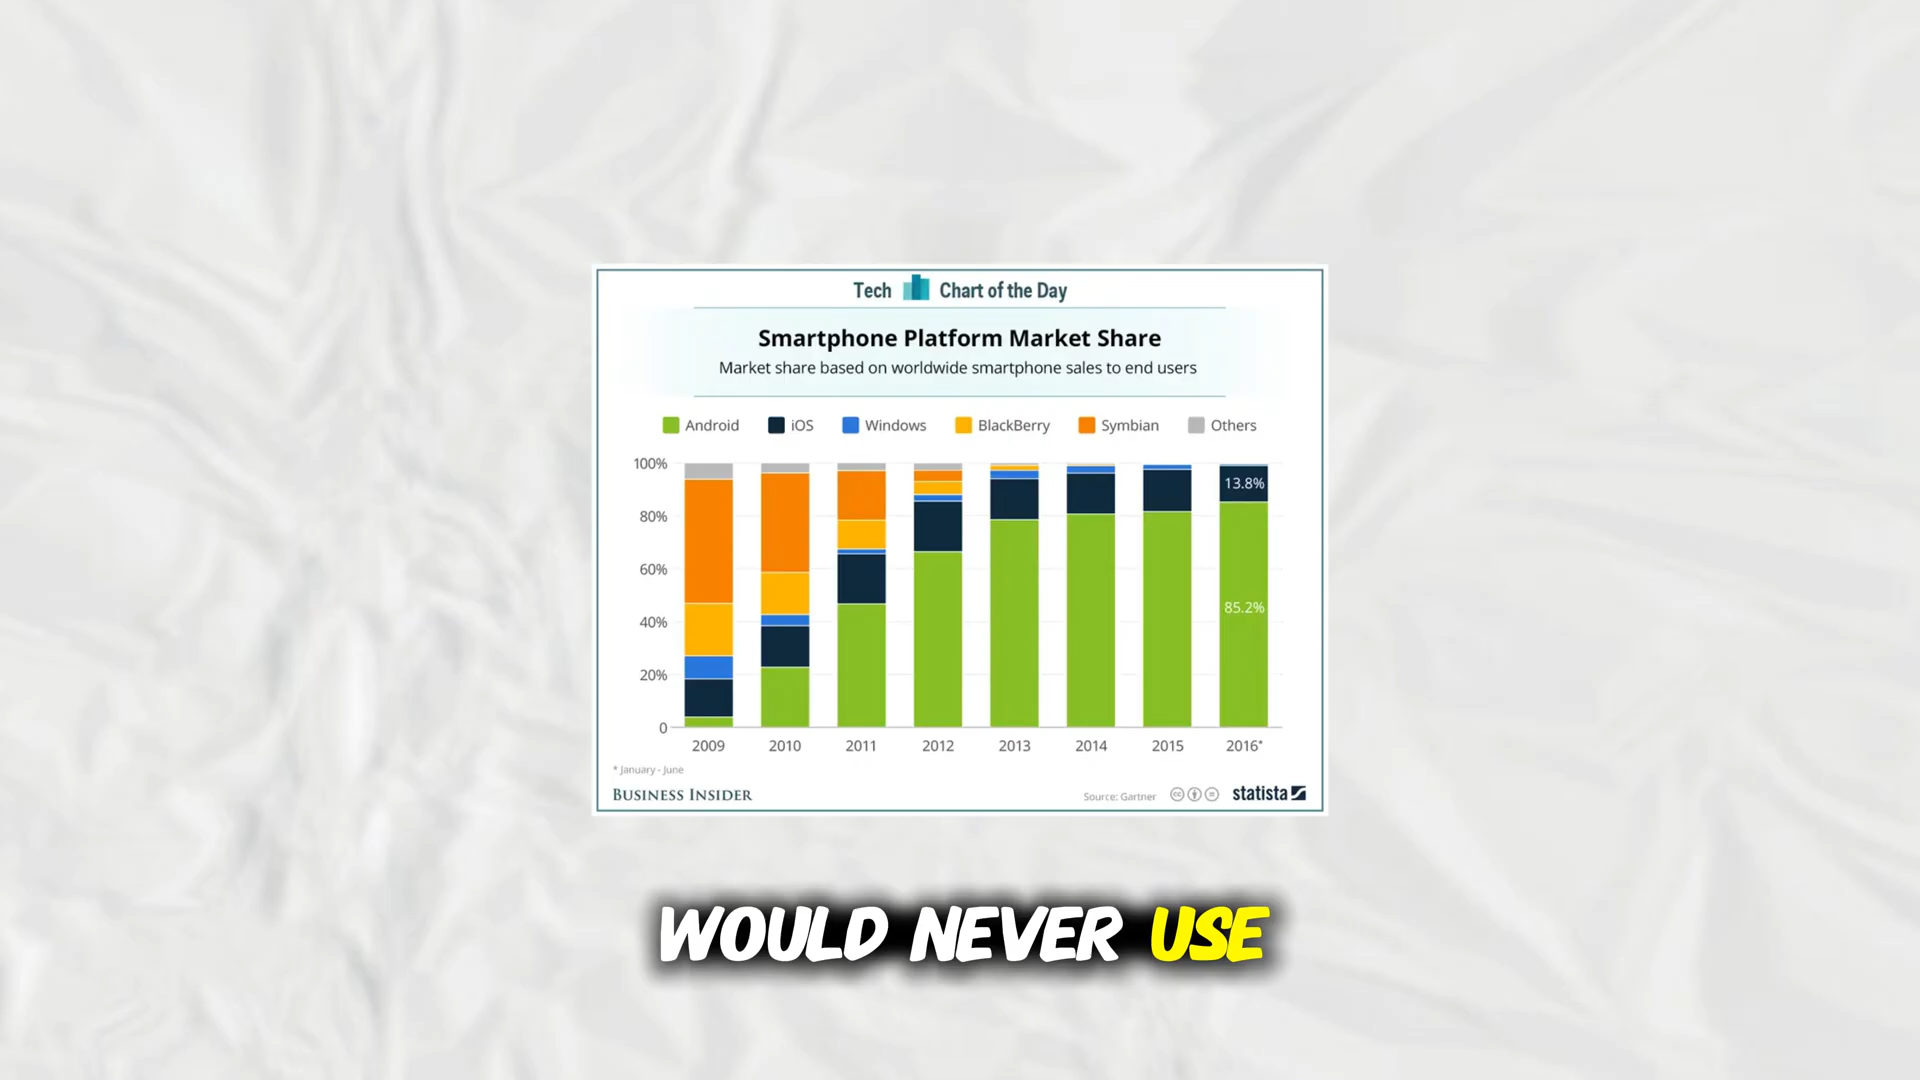 Tech Chart of the Day
Smartphone Platform Market Share
Market share based on worldwide smartphone sales to end users
Android iOS Windows BlackBerry Symbian Others
100%
80%
60%
40%
20%
0
13.8%
85.2%
2009 2010 2011 2012 2013 2014 2015 2016*
* January - June
BUSINESS INSIDER
Source: Gartner
statista
WOULD NEVER USE